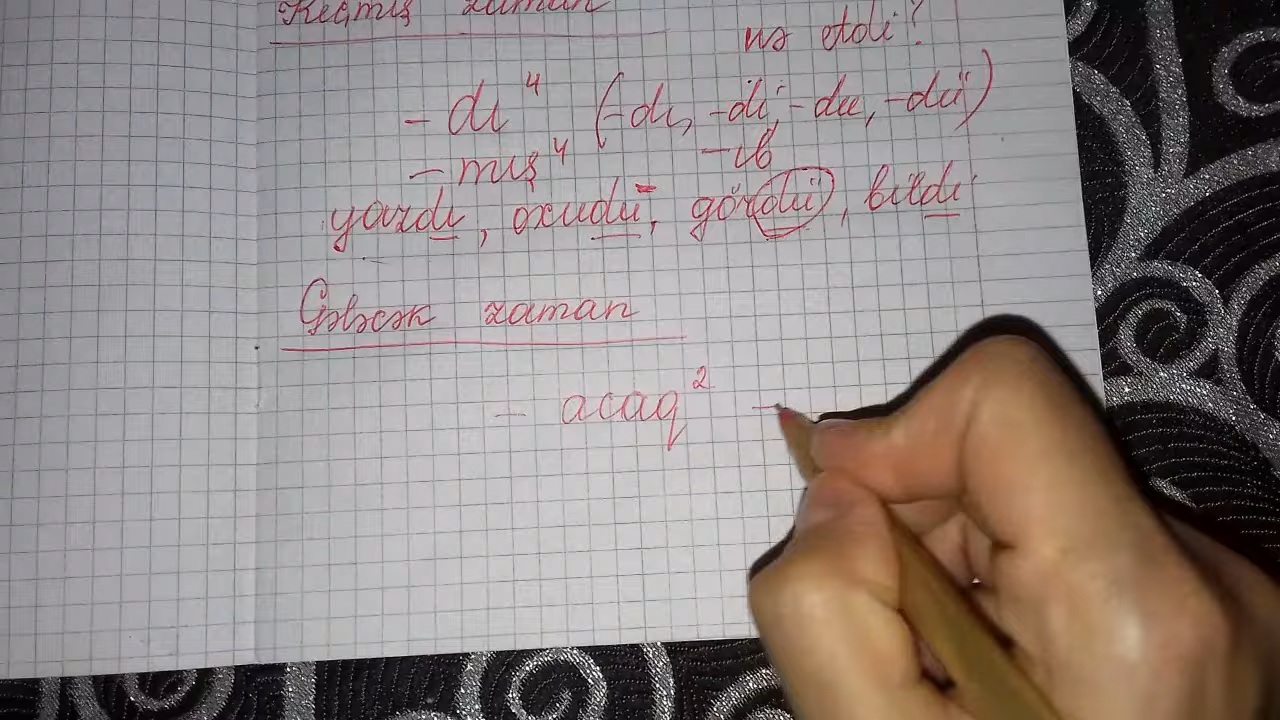 Keçmiş zaman
nə etdi?
-dı⁴ (-dı, -di, -du, -dü)
-mış⁴ -ıb
yazdı, oxudu, gördü, bildi
Gələcək zaman
- acaq² -